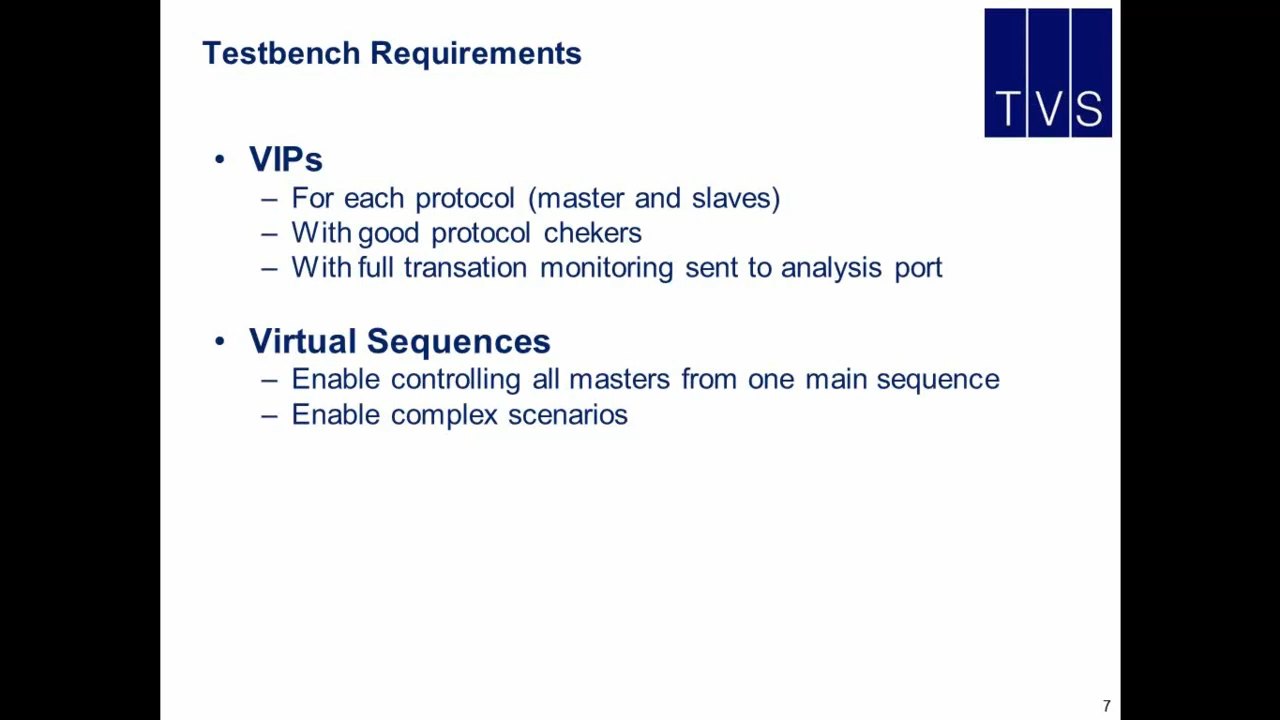 Testbench Requirements
TVS
• VIPs
– For each protocol (master and slaves)
– With good protocol chekers
– With full transation monitoring sent to analysis port
• Virtual Sequences
– Enable controlling all masters from one main sequence
– Enable complex scenarios
7